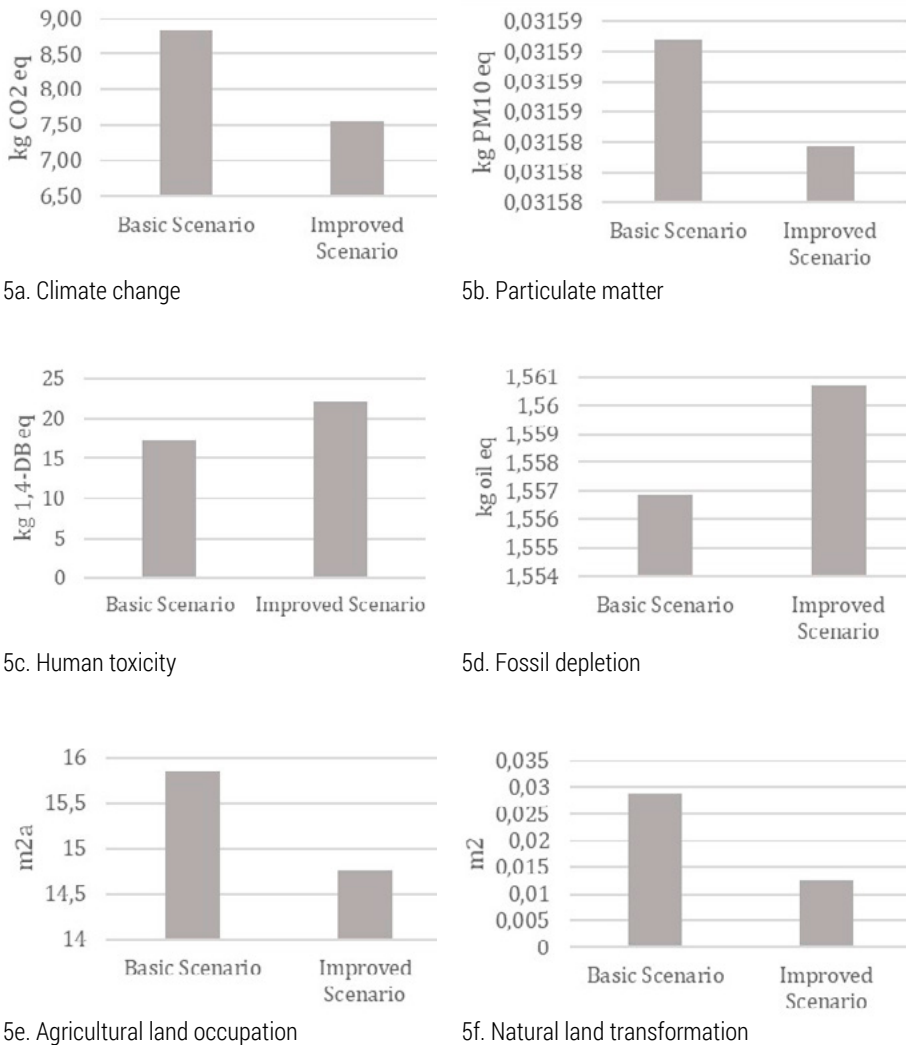 9,00
8,50
8,00
7,50
7,00
6,50
kg CO2 eq
Basic Scenario
Improved
Scenario
5a. Climate change
0,03159
0,03159
0,03159
0,03159
0,03158
0,03158
0,03158
kg PM10 eq
Basic Scenario
Improved
Scenario
5b. Particulate matter
25
20
15
10
5
0
kg 1,4-DB eq
Basic Scenario
Improved Scenario
5c. Human toxicity
1,561
1,56
1,559
1,558
1,557
1,556
1,555
1,554
kg oil eq
Basic Scenario
Improved
Scenario
5d. Fossil depletion
16
15,5
15
14,5
14
m2a
Basic Scenario
Improved
Scenario
5e. Agricultural land occupation
0,035
0,03
0,025
0,02
0,015
0,01
0,005
0
m2
Basic Scenario
Improved
Scenario
5f. Natural land transformation